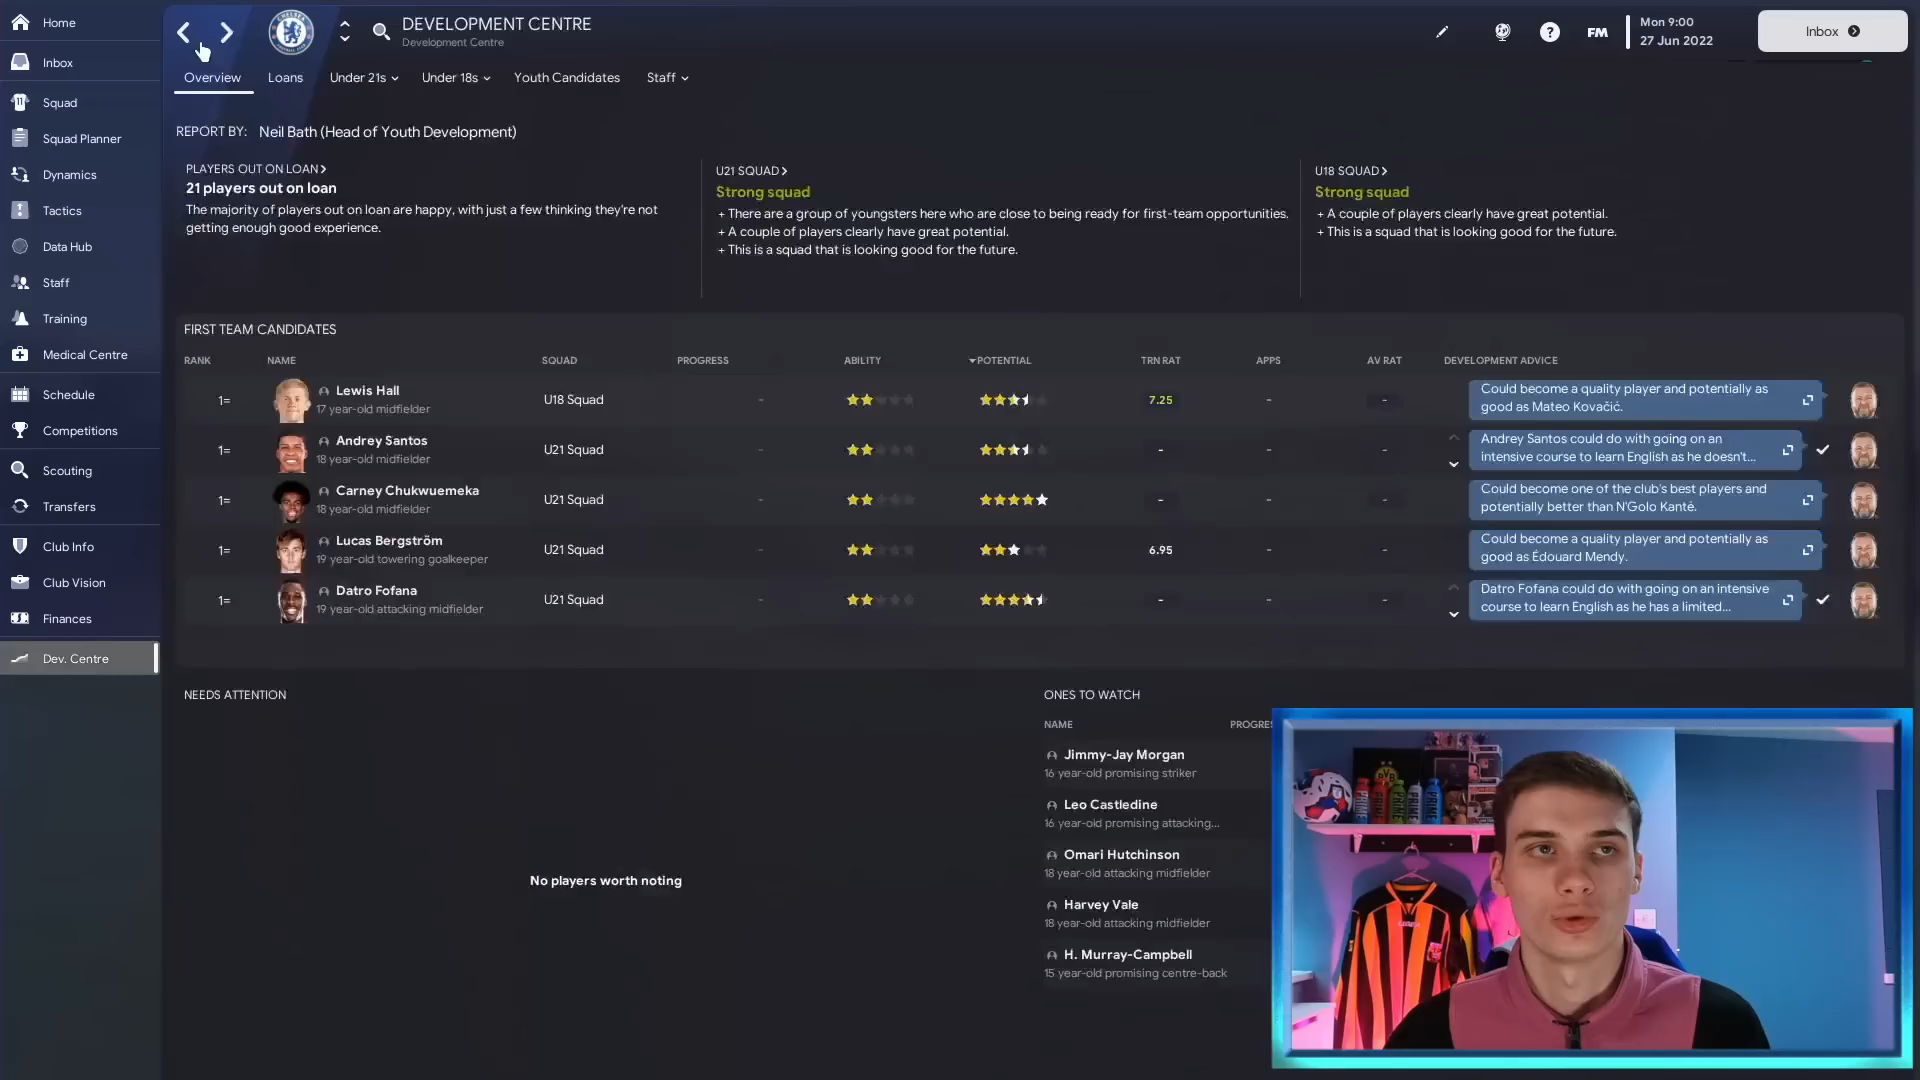 Home
Inbox
Squad
Squad Planner
Dynamics
Tactics
Data Hub
Staff
Training
Medical Centre
Schedule
Competitions
Scouting
Transfers
Club Info
Club Vision
Finances
Dev. Centre
DEVELOPMENT CENTRE
Development Centre
FM
Mon 9:00
27 Jun 2022
Inbox
Overview Loans Under 21s Under 18s Youth Candidates Staff
REPORT BY: Neil Bath (Head of Youth Development)
PLAYERS OUT ON LOAN
21 players out on loan
The majority of players out on loan are happy, with just a few thinking they're not
getting enough good experience.
U21 SQUAD
Strong squad
+ There are a group of youngsters here who are close to being ready for first-team opportunities.
+ A couple of players clearly have great potential.
+ This is a squad that is looking good for the future.
U18 SQUAD
Strong squad
+ A couple of players clearly have great potential.
+ This is a squad that is looking good for the future.
FIRST TEAM CANDIDATES
RANK NAME SQUAD PROGRESS ABILITY POTENTIAL TRN RAT APPS AV RAT DEVELOPMENT ADVICE
1= Lewis Hall
17 year-old midfielder
U18 Squad - 7.25 - -
Could become a quality player and potentially as
good as Mateo Kovačić.
1= Andrey Santos
18 year-old midfielder
U21 Squad - - - -
Andrey Santos could do with going on an
intensive course to learn English as he doesn't...
1= Carney Chukwuemeka
18 year-old midfielder
U21 Squad - - - -
Could become one of the club's best players and
potentially better than N'Golo Kanté.
1= Lucas Bergström
19 year-old towering goalkeeper
U21 Squad - 6.95 - -
Could become a quality player and potentially as
good as Édouard Mendy.
1= Datro Fofana
19 year-old attacking midfielder
U21 Squad - - - -
Datro Fofana could do with going on an intensive
course to learn English as he has a limited...
NEEDS ATTENTION
No players worth noting
ONES TO WATCH
NAME PROGRES
Jimmy-Jay Morgan
16 year-old promising striker
Leo Castledine
16 year-old promising attacking...
Omari Hutchinson
18 year-old attacking midfielder
Harvey Vale
18 year-old attacking midfielder
H. Murray-Campbell
15 year-old promising centre-back